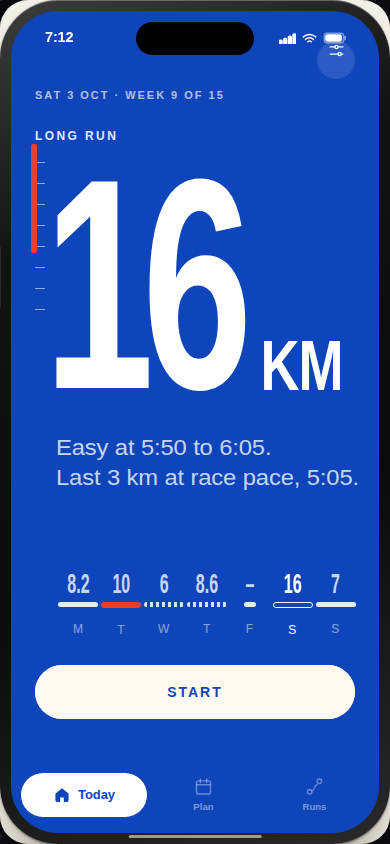 7:12
SAT 3 OCT · WEEK 9 OF 15
LONG RUN
16 KM
Easy at 5:50 to 6:05.
Last 3 km at race pace, 5:05.
8.2 10 6 8.6 – 16 7
M T W T F S S
START
Today Plan Runs